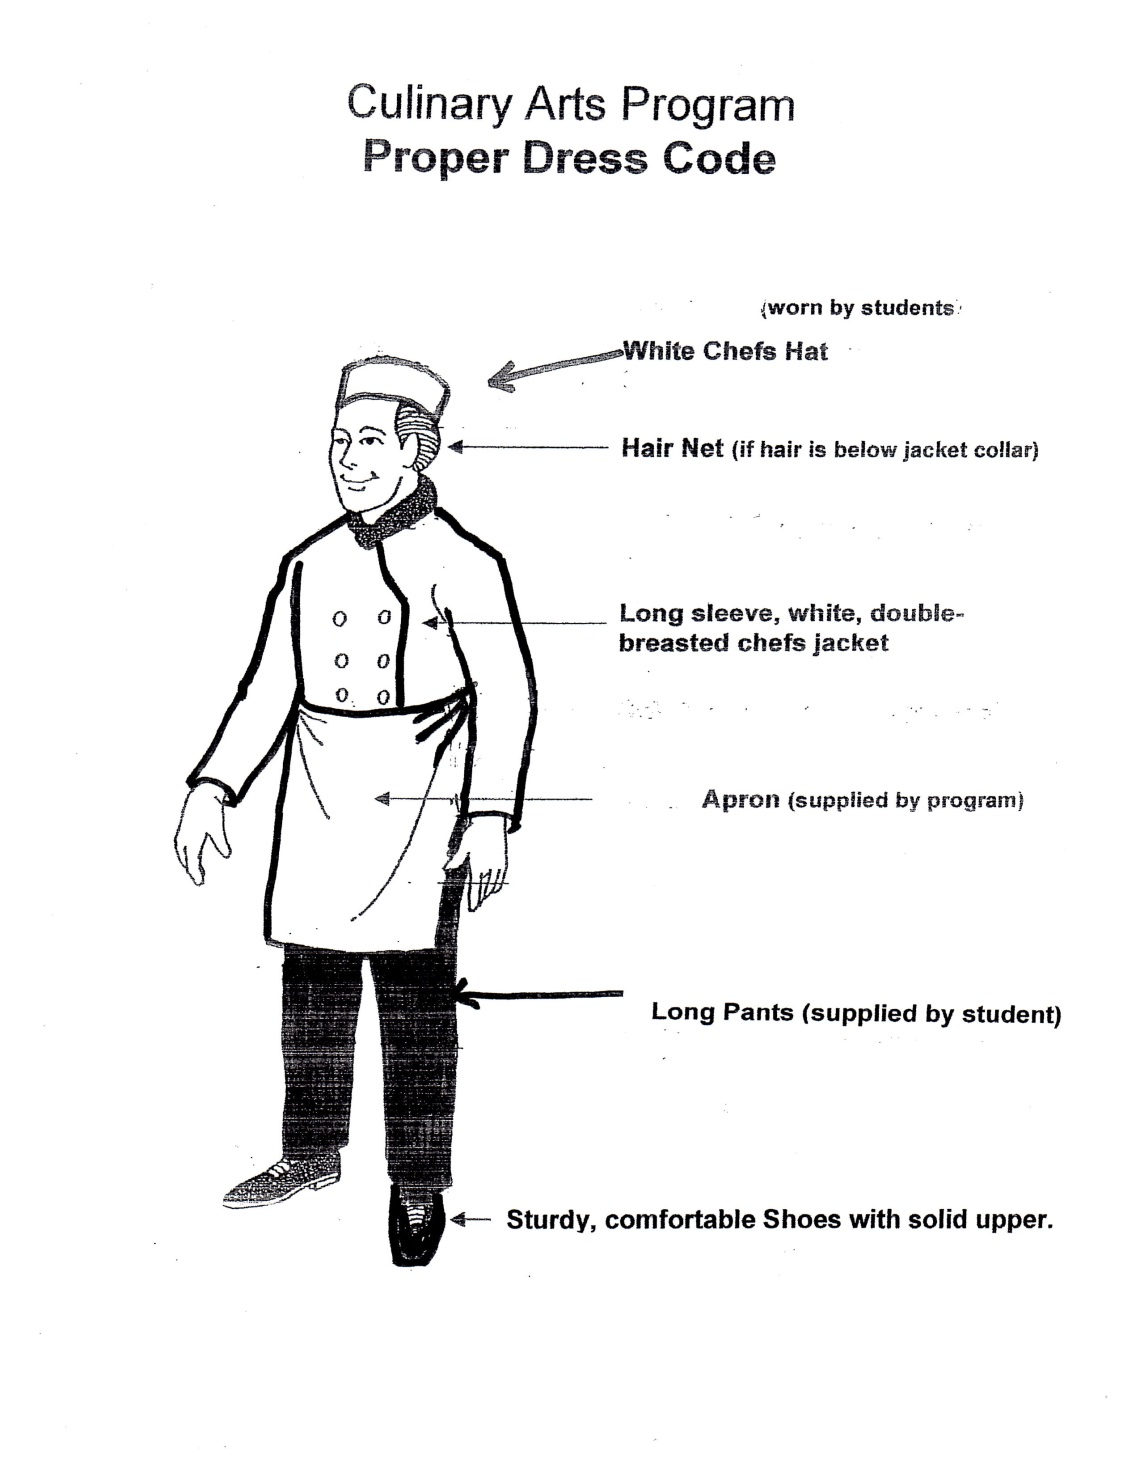 Culinary Arts Program
Proper Dress Code
(worn by students
White Chefs Hat
Hair Net (if hair is below jacket collar)
Long sleeve, white, double-
breasted chefs jacket
Apron (supplied by program)
Long Pants (supplied by student)
Sturdy, comfortable Shoes with solid upper.